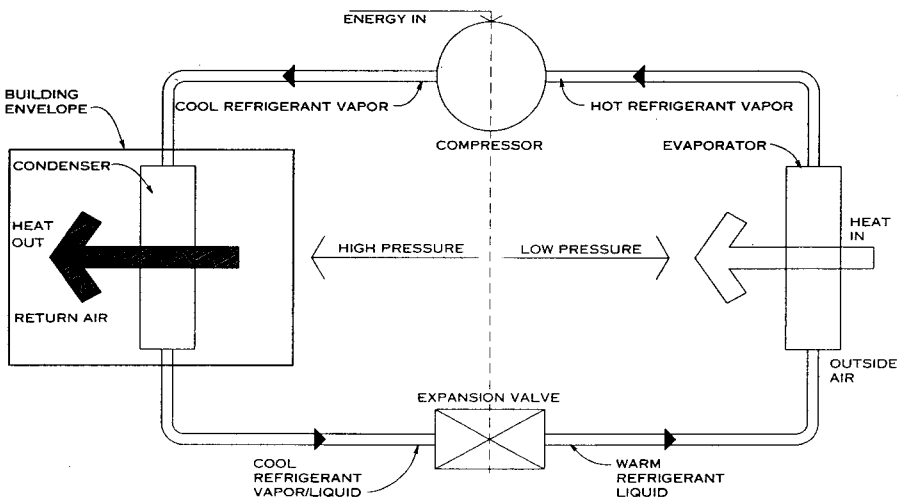 ENERGY IN
COOL REFRIGERANT VAPOR
HOT REFRIGERANT VAPOR
BUILDING
ENVELOPE
COMPRESSOR
EVAPORATOR
CONDENSER
HEAT
OUT
HIGH PRESSURE
LOW PRESSURE
HEAT
IN
RETURN AIR
OUTSIDE
AIR
EXPANSION VALVE
COOL
REFRIGERANT
VAPOR/LIQUID
WARM
REFRIGERANT
LIQUID